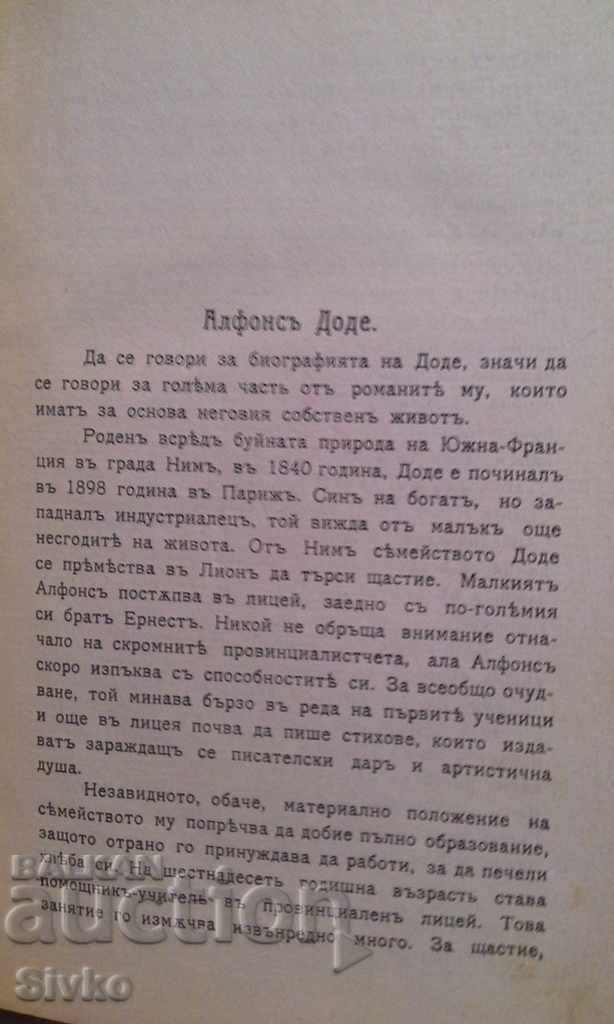 Алфонсъ Доде.
Да се говори за биографията на Доде, значи да
се говори за голѣма часть отъ романитѣ му, които
иматъ за основа неговия собственъ животъ.
Роденъ всрѣдъ буйната природа на Южна-Фран-
ция въ града Нимъ, въ 1840 година, Доде е починалъ
въ 1898 година въ Парижъ. Синъ на богатъ, но за-
падналъ индустриалецъ, той вижда отъ малъкъ още
несгодитѣ на живота. Отъ Нимъ сѣмейството Доде
се прѣмѣства въ Лионъ да търси щастие. Малкиятъ
Алфонсъ постѫпва въ лицей, заедно съ по-голѣмия
си братъ Ернестъ. Никой не обръща внимание отна-
чало на скромнитѣ провинциалистчета, ала Алфонсъ
скоро изпъква съ способноститѣ си. За всеобщо очуд-
ване, той минава бързо въ реда на първитѣ ученици
и още въ лицея почва да пише стихове, които изда-
ватъ зараждащъ се писателски даръ и артистична
душа.
Незавидното, обаче, материално положение на
сѣмейството му попрѣчва да добие пълно образование,
защото отрано го принуждава да работи, за да печели
хлѣба си. На шестнадесеть годишна възрасть става
помощникъ-учитель въ провинциаленъ лицей. Това
занятие го измѫчва извънредно много. За щастие,
BALKAN
auction
Sivko